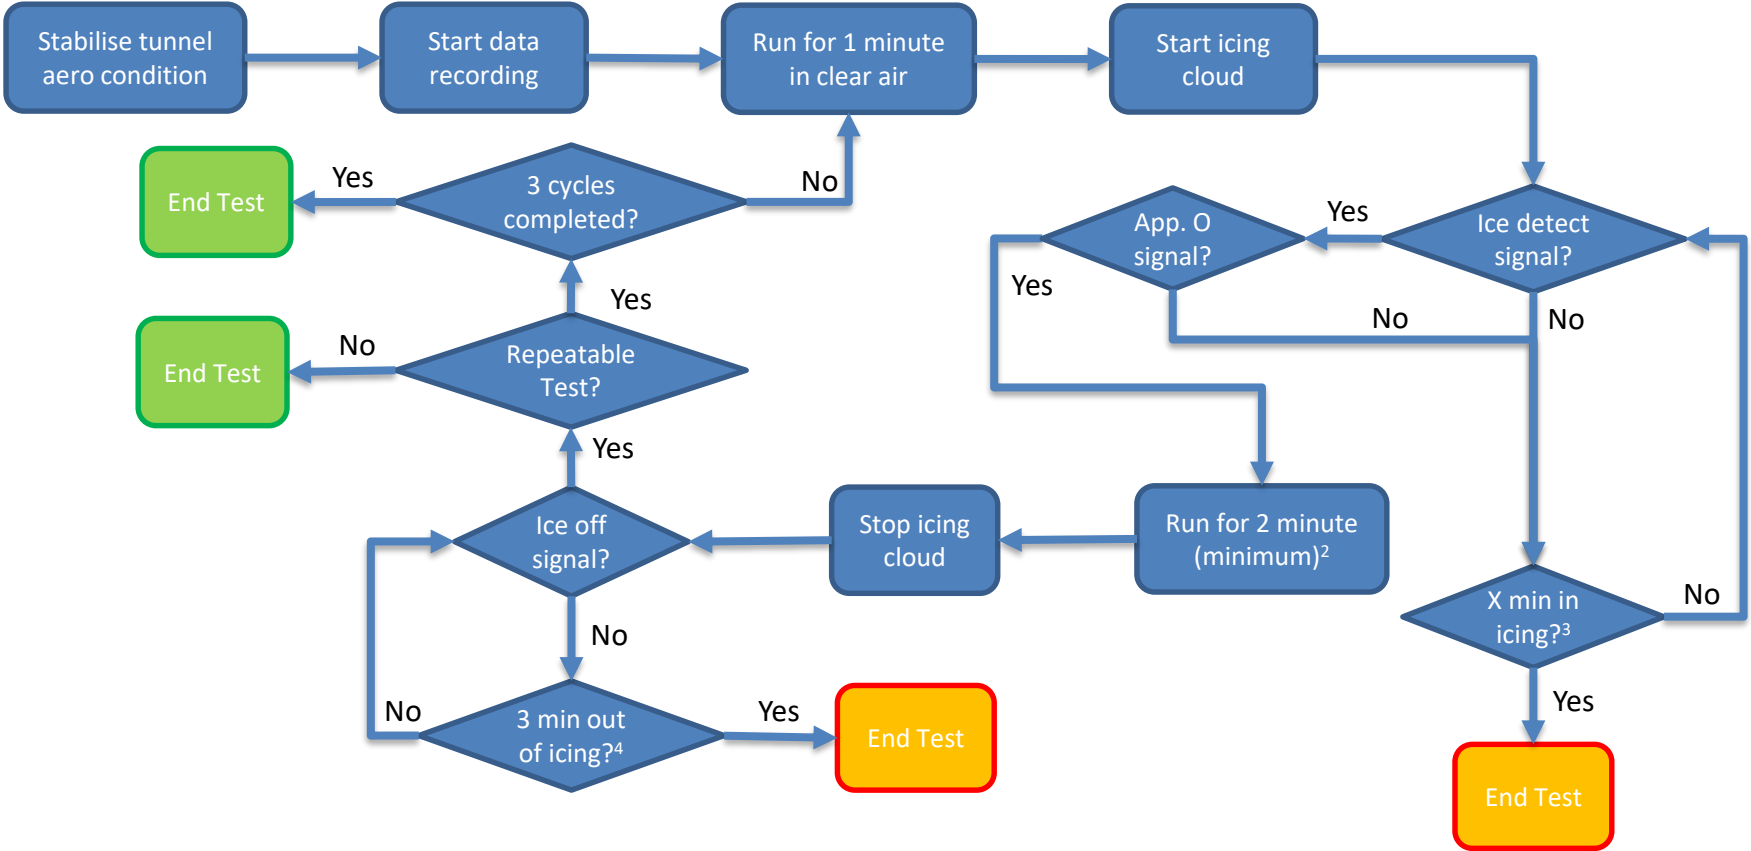 Stabilise tunnel
aero condition
Start data
recording
Run for 1 minute
in clear air
Start icing
cloud
End Test
Yes
3 cycles
completed?
No
App. O
signal?
Yes
Ice detect
signal?
Yes
Yes
No
No
End Test
No
Repeatable
Test?
Yes
Ice off
signal?
Stop icing
cloud
Run for 2 minute
(minimum)²
X min in
icing?³
No
No
No
3 min out
of icing?⁴
Yes
End Test
Yes
End Test